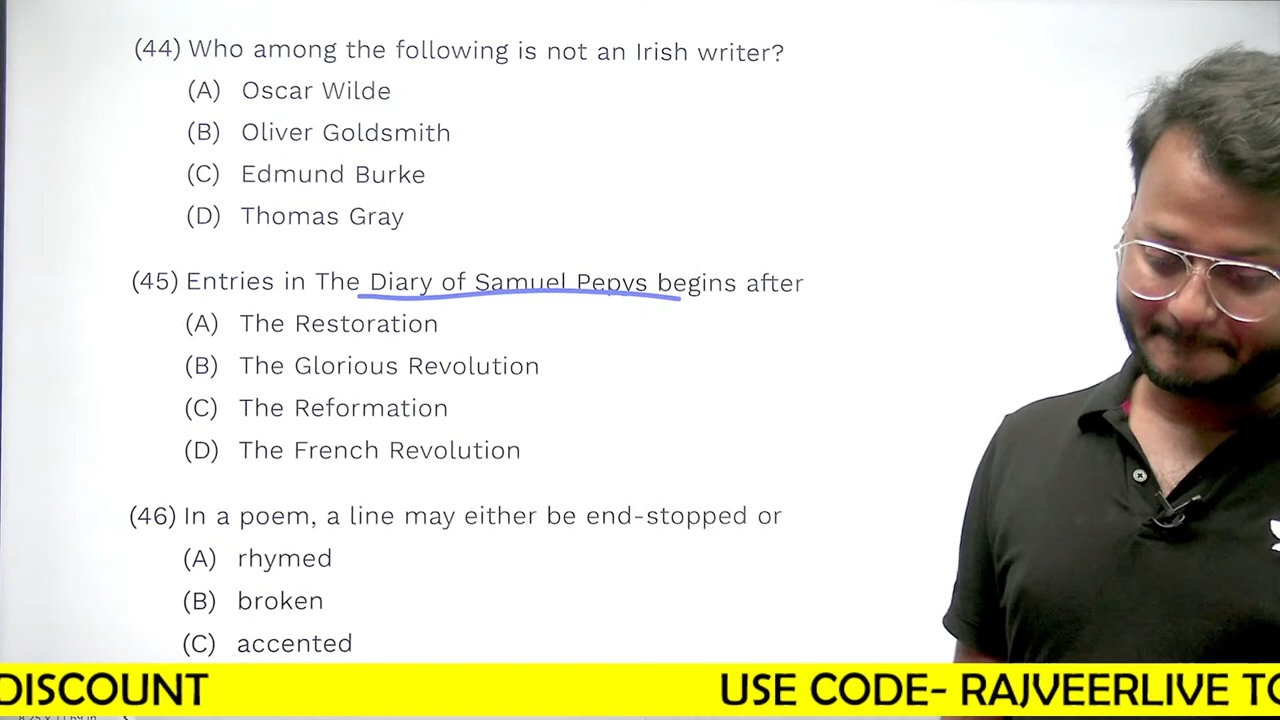 (44) Who among the following is not an Irish writer?
(A) Oscar Wilde
(B) Oliver Goldsmith
(C) Edmund Burke
(D) Thomas Gray
(45) Entries in The Diary of Samuel Pepys begins after
(A) The Restoration
(B) The Glorious Revolution
(C) The Reformation
(D) The French Revolution
(46) In a poem, a line may either be end-stopped or
(A) rhymed
(B) broken
(C) accented
DISCOUNT USE CODE- RAJVEERLIVE TO